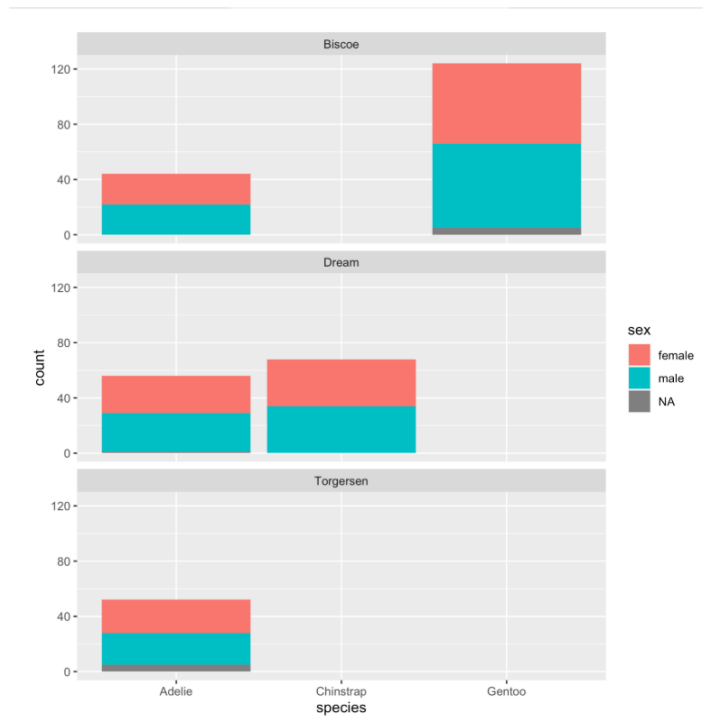 Biscoe
120
80
40
0
Dream
120
80
40
0
count
Torgersen
120
80
40
0
Adelie Chinstrap Gentoo
species
sex
female
male
NA